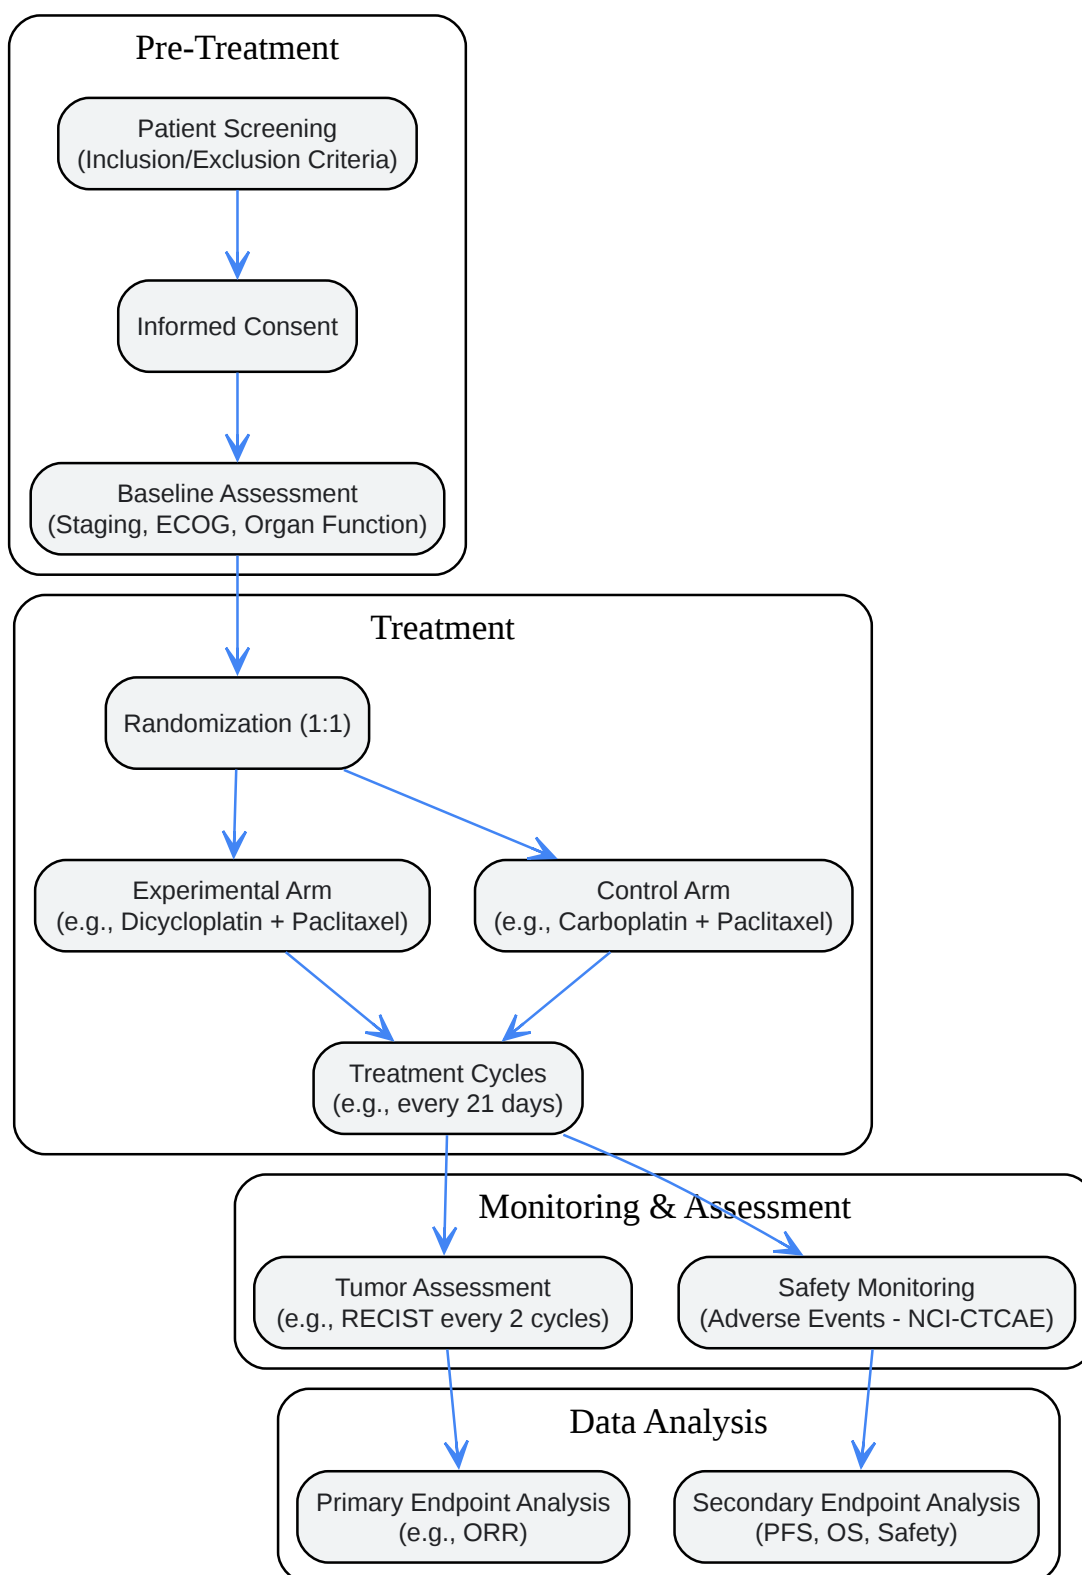 Pre-Treatment
Patient Screening
(Inclusion/Exclusion Criteria)
Informed Consent
Baseline Assessment
(Staging, ECOG, Organ Function)
Treatment
Randomization (1:1)
Experimental Arm
(e.g., Dicycloplatin + Paclitaxel)
Control Arm
(e.g., Carboplatin + Paclitaxel)
Treatment Cycles
(e.g., every 21 days)
Monitoring & Assessment
Tumor Assessment
(e.g., RECIST every 2 cycles)
Safety Monitoring
(Adverse Events - NCI-CTCAE)
Data Analysis
Primary Endpoint Analysis
(e.g., ORR)
Secondary Endpoint Analysis
(PFS, OS, Safety)